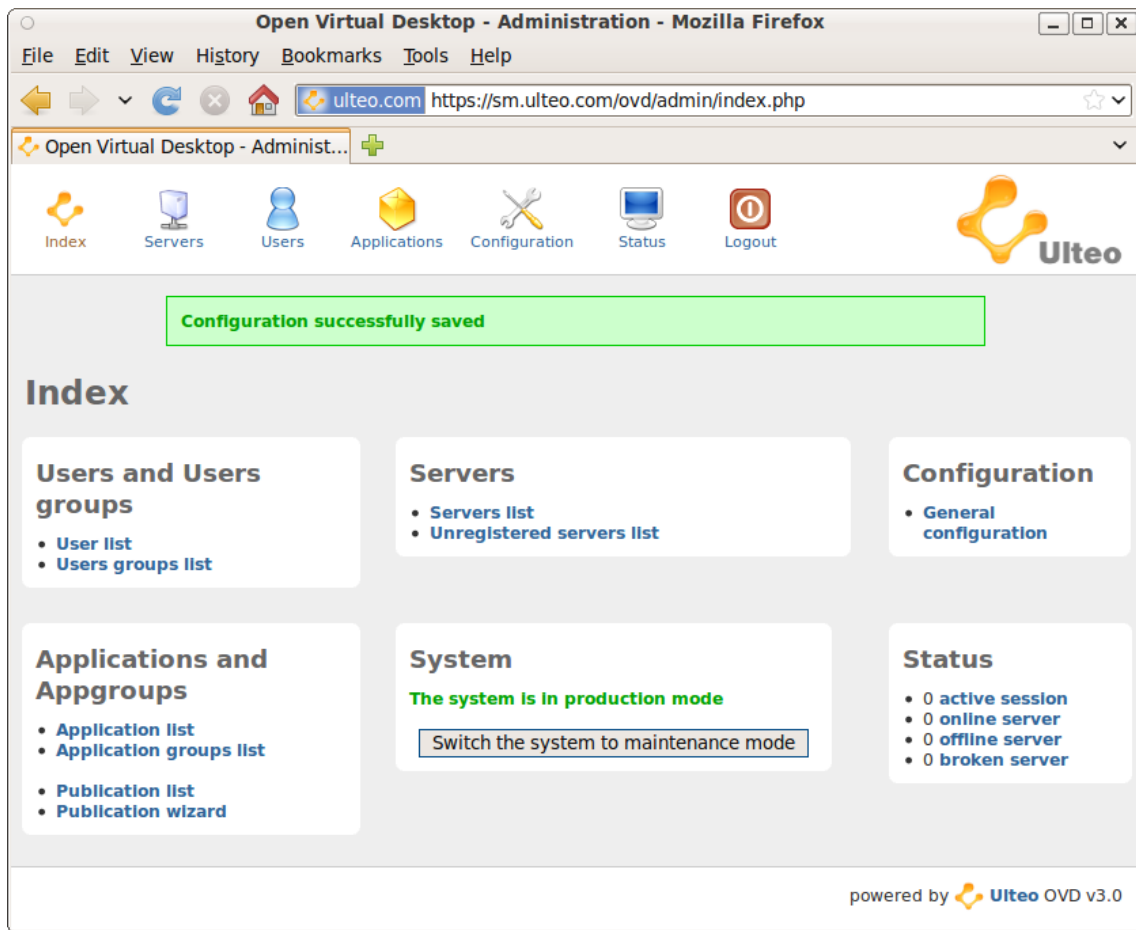 Open Virtual Desktop - Administration - Mozilla Firefox
File Edit View History Bookmarks Tools Help
ulteo.com https://sm.ulteo.com/ovd/admin/index.php
Open Virtual Desktop - Administ...
Index Servers Users Applications Configuration Status Logout
Ulteo
Configuration successfully saved
Index
Users and Users
groups
• User list
• Users groups list
Servers
• Servers list
• Unregistered servers list
Configuration
• General
configuration
Applications and
Appgroups
• Application list
• Application groups list
• Publication list
• Publication wizard
System
The system is in production mode
Switch the system to maintenance mode
Status
• 0 active session
• 0 online server
• 0 offline server
• 0 broken server
powered by Ulteo OVD v3.0